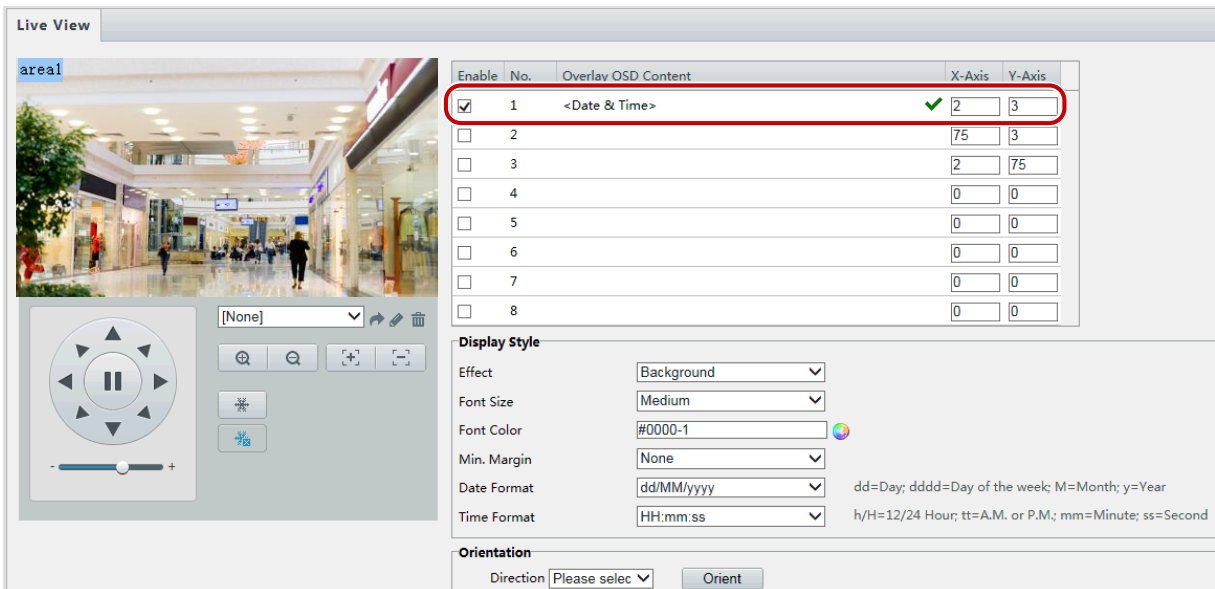 Live View
area1
Enable No. Overlay OSD Content X-Axis Y-Axis
1 <Date & Time> 2 3
2 75 3
3 2 75
4 0 0
5 0 0
6 0 0
7 0 0
8 0 0
[None]
- +
Display Style
Effect Background
Font Size Medium
Font Color #0000-1
Min. Margin None
Date Format dd/MM/yyyy dd=Day; dddd=Day of the week; M=Month; y=Year
Time Format HH:mm:ss h/H=12/24 Hour; tt=A.M. or P.M.; mm=Minute; ss=Second
Orientation
Direction Please selec Orient